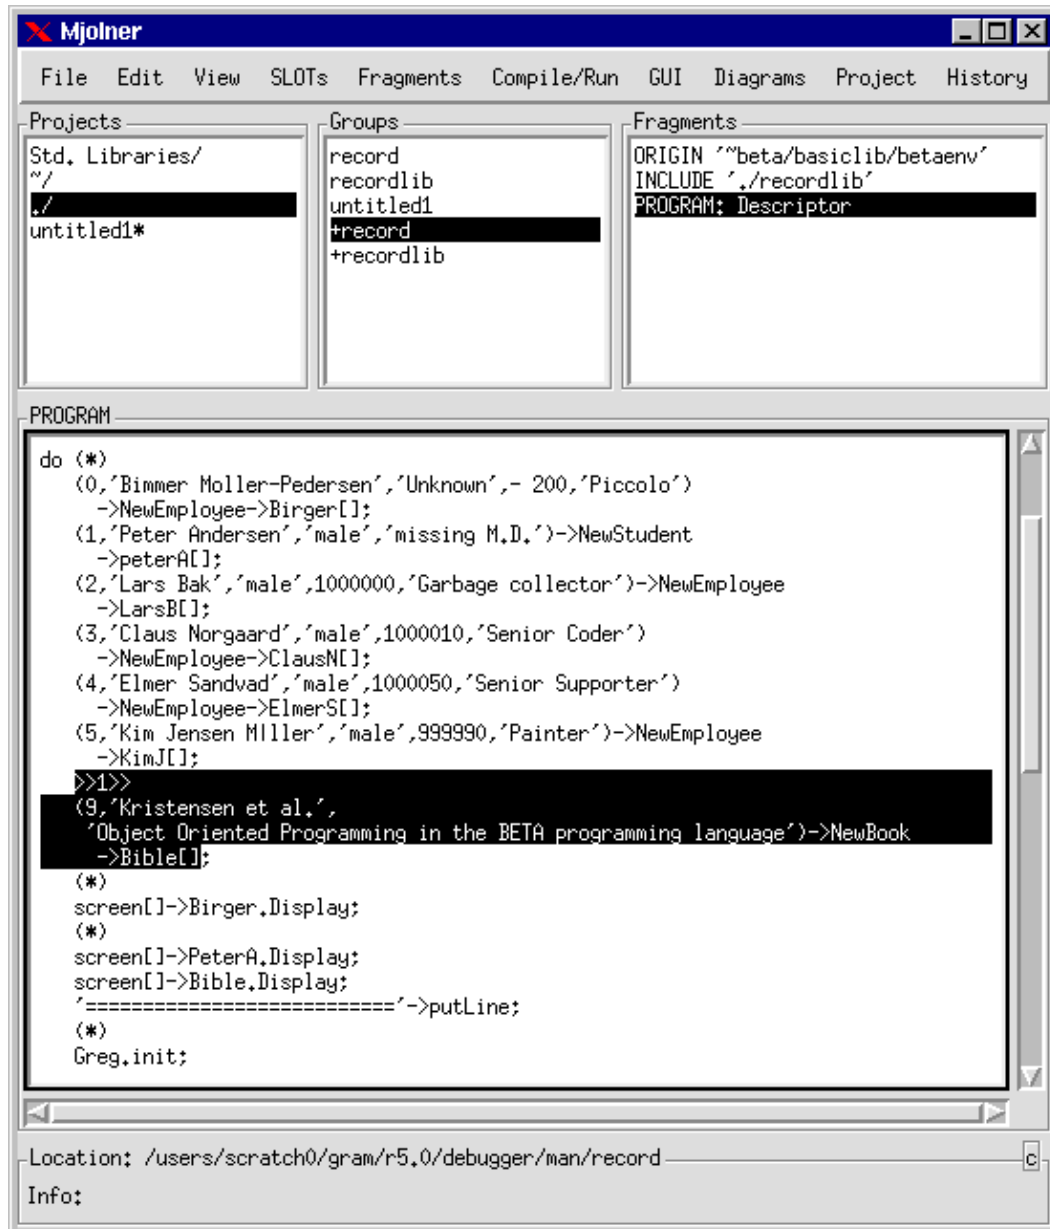 Mjolner
File Edit View SLOTs Fragments Compile/Run GUI Diagrams Project History
Projects
Std. Libraries/
~/
./
untitled1*
Groups
record
recordlib
untitled1
+record
+recordlib
Fragments
ORIGIN '~beta/basiclib/betaenv'
INCLUDE './recordlib'
PROGRAM: Descriptor
PROGRAM
do (*)
(0,'Bimmer Moller-Pedersen','Unknown',- 200,'Piccolo')
->NewEmployee->Birger[];
(1,'Peter Andersen','male','missing M.D.')->NewStudent
->peterA[];
(2,'Lars Bak','male',1000000,'Garbage collector')->NewEmployee
->LarsB[];
(3,'Claus Norgaard','male',1000010,'Senior Coder')
->NewEmployee->ClausN[];
(4,'Elmer Sandvad','male',1000050,'Senior Supporter')
->NewEmployee->ElmerS[];
(5,'Kim Jensen M|ller','male',999990,'Painter')->NewEmployee
->KimJ[];
>>1>>
(9,'Kristensen et al.',
'Object Oriented Programming in the BETA programming language')->NewBook
->Bible[];
(*)
screen[]->Birger.Display;
(*)
screen[]->PeterA.Display;
screen[]->Bible.Display;
'==========================='->putLine;
(*)
Greg.init;
Location: /users/scratch0/gram/r5.0/debugger/man/record
c
Info: